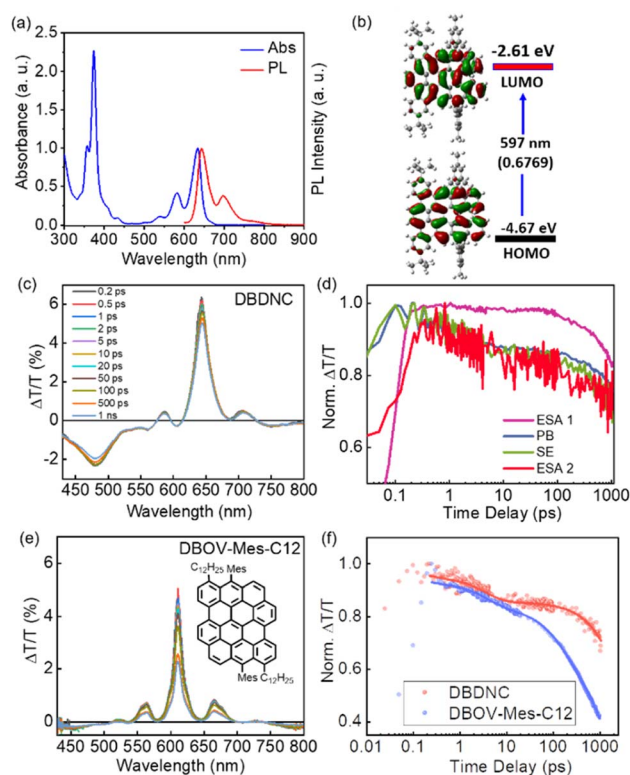 (a)
Abs
PL
Absorbance (a. u.)
PL Intensity (a. u.)
2.5
2.0
1.5
1.0
0.5
0.0
300 400 500 600 700 800 900
Wavelength (nm)
(b)
-2.61 eV
LUMO
597 nm
(0.6769)
-4.67 eV
HOMO
(c)
DBDNC
0.2 ps
0.5 ps
1 ps
2 ps
5 ps
10 ps
20 ps
50 ps
100 ps
500 ps
1 ns
ΔT/T (%)
6
4
2
0
-2
450 500 550 600 650 700 750 800
Wavelength (nm)
(d)
Norm. ΔT/T
1.0
0.8
0.6
ESA 1
PB
SE
ESA 2
0.1 1 10 100 1000
Time Delay (ps)
(e)
DBOV-Mes-C12
C12H25 Mes
Mes C12H25
ΔT/T (%)
6
4
2
0
450 500 550 600 650 700 750 800
Wavelength (nm)
(f)
Norm. ΔT/T
1.0
0.8
0.6
0.4
DBDNC
DBOV-Mes-C12
0.01 0.1 1 10 100 1000
Time Delay (ps)